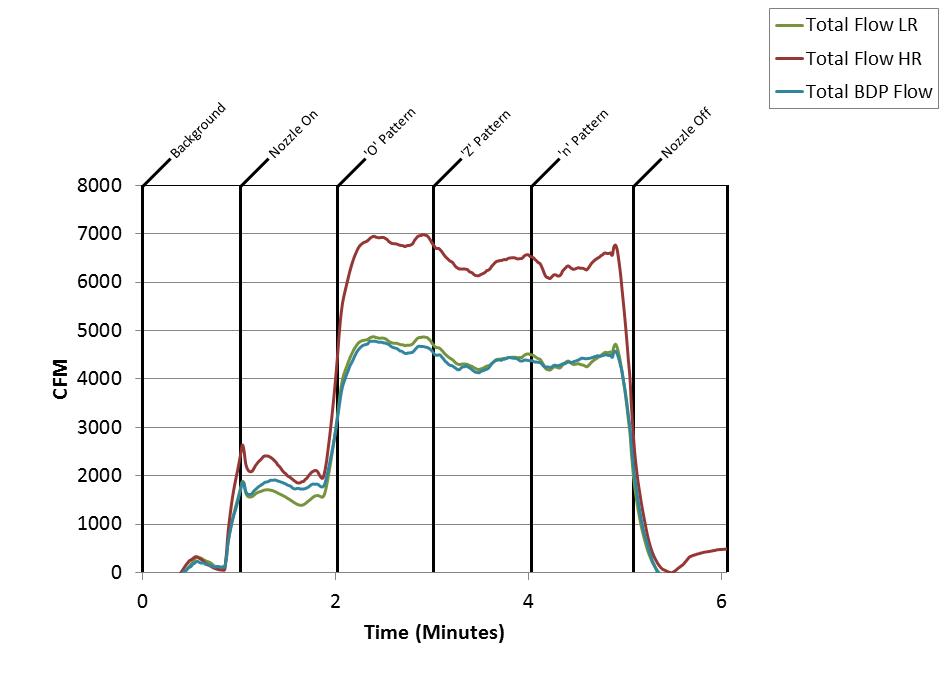 Total Flow LR
Total Flow HR
Total BDP Flow
Background
Nozzle On
'O' Pattern
'Z' Pattern
'n' Pattern
Nozzle Off
8000
7000
6000
5000
4000
3000
2000
1000
0
CFM
0 2 4 6
Time (Minutes)